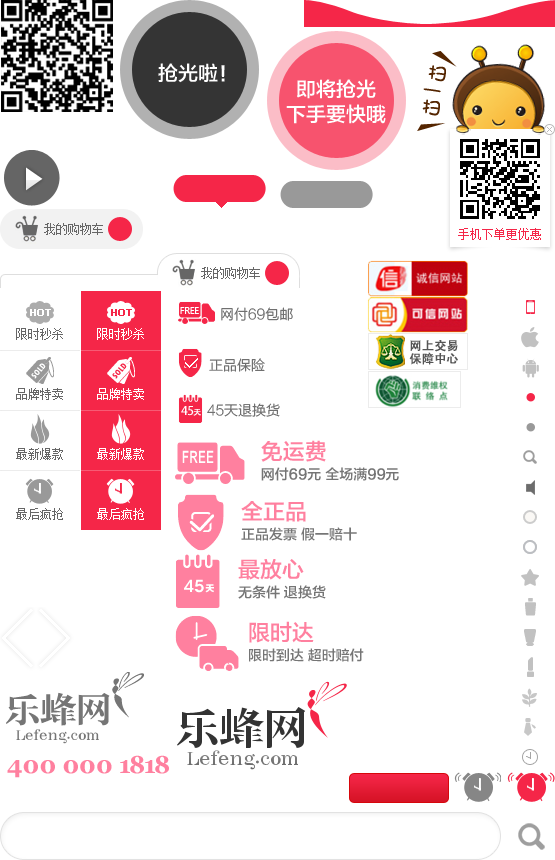 抢光啦！
即将抢光
下手要快哦
扫一扫
手机下单更优惠
我的购物车
我的购物车
HOT
限时秒杀
HOT
限时秒杀
SOLD
品牌特卖
SOLD
品牌特卖
最新爆款
最新爆款
最后疯抢
最后疯抢
FREE
网付69包邮
正品保险
45天
45天退换货
信
诚信网站
可信网站
网上交易
保障中心
消费维权
联络点
FREE
免运费
网付69元 全场满99元
全正品
正品发票 假一赔十
45天
最放心
无条件 退换货
限时达
限时到达 超时赔付
乐蜂网
Lefeng.com
400 000 1818
乐蜂网
Lefeng.com